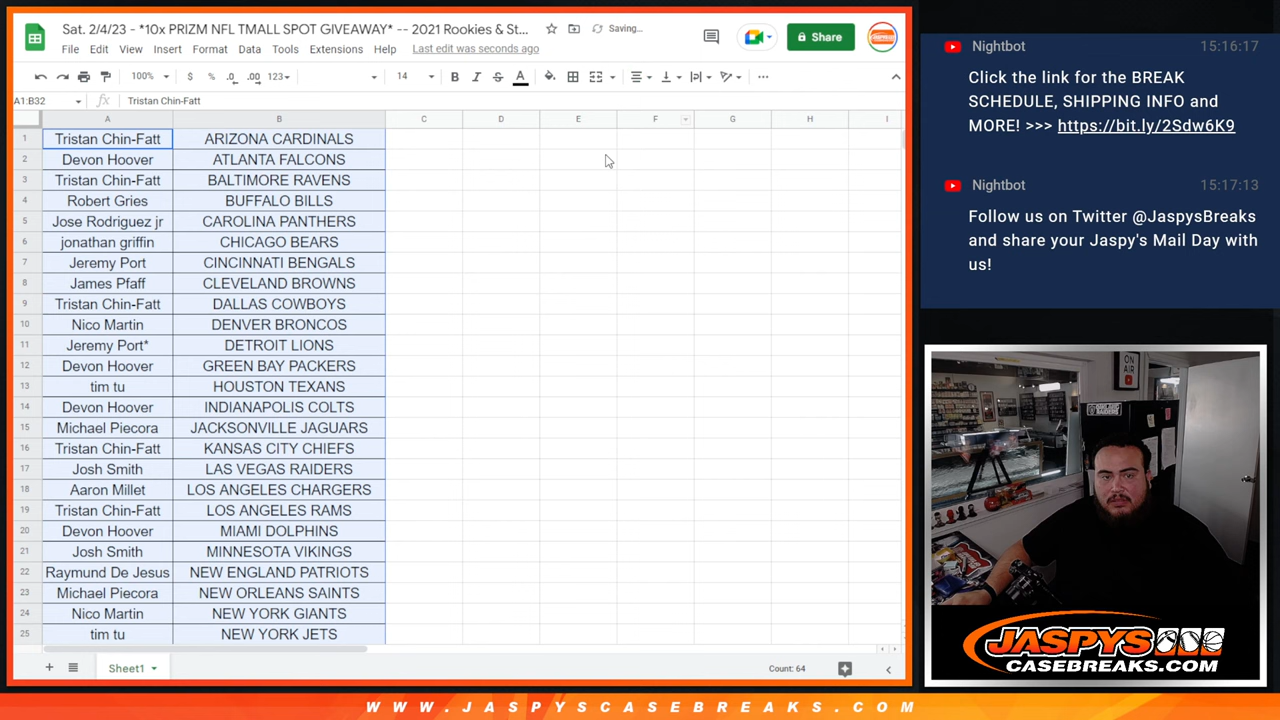 Sat. 2/4/23 - *10x PRIZM NFL TMALL SPOT GIVEAWAY* -- 2021 Rookies & St...
Saving...
Share
File Edit View Insert Format Data Tools Extensions Help Last edit was seconds ago
100% $ % .0 .00 123 14 B I S A
A1:B32 fx Tristan Chin-Fatt
A B C D E F G H I
1 Tristan Chin-Fatt ARIZONA CARDINALS
2 Devon Hoover ATLANTA FALCONS
3 Tristan Chin-Fatt BALTIMORE RAVENS
4 Robert Gries BUFFALO BILLS
5 Jose Rodriguez jr CAROLINA PANTHERS
6 jonathan griffin CHICAGO BEARS
7 Jeremy Port CINCINNATI BENGALS
8 James Pfaff CLEVELAND BROWNS
9 Tristan Chin-Fatt DALLAS COWBOYS
10 Nico Martin DENVER BRONCOS
11 Jeremy Port* DETROIT LIONS
12 Devon Hoover GREEN BAY PACKERS
13 tim tu HOUSTON TEXANS
14 Devon Hoover INDIANAPOLIS COLTS
15 Michael Piecora JACKSONVILLE JAGUARS
16 Tristan Chin-Fatt KANSAS CITY CHIEFS
17 Josh Smith LAS VEGAS RAIDERS
18 Aaron Millet LOS ANGELES CHARGERS
19 Tristan Chin-Fatt LOS ANGELES RAMS
20 Devon Hoover MIAMI DOLPHINS
21 Josh Smith MINNESOTA VIKINGS
22 Raymund De Jesus NEW ENGLAND PATRIOTS
23 Michael Piecora NEW ORLEANS SAINTS
24 Nico Martin NEW YORK GIANTS
25 tim tu NEW YORK JETS
Sheet1
Count: 64
Nightbot 15:16:17
Click the link for the BREAK
SCHEDULE, SHIPPING INFO and
MORE! >>> https://bit.ly/2Sdw6K9
Nightbot 15:17:13
Follow us on Twitter @JaspysBreaks
and share your Jaspy's Mail Day with
us!
ON
AIR
JASPYS
CASEBREAKS.COM
WWW.JASPYSCASEBREAKS.COM